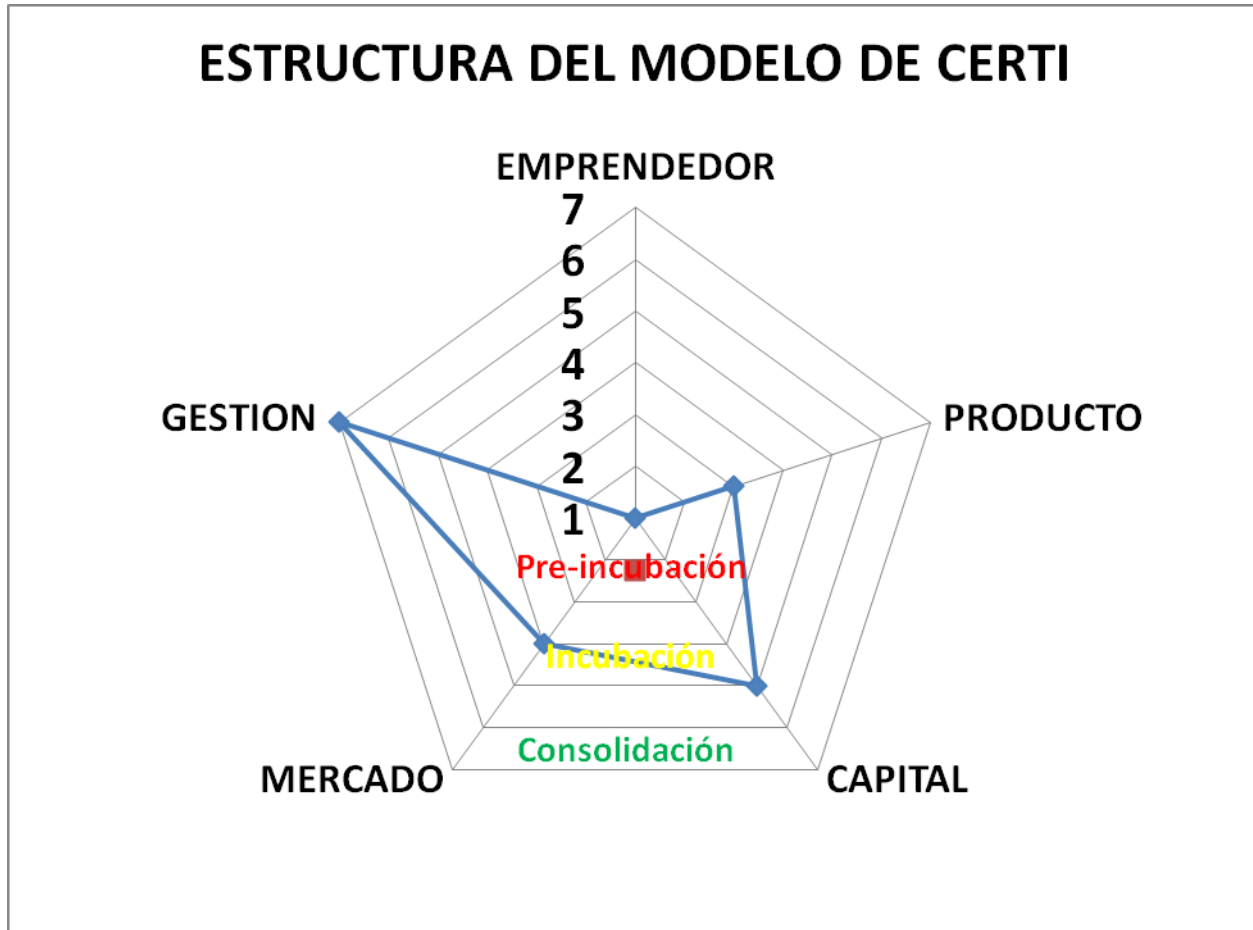 ESTRUCTURA DEL MODELO DE CERTI
EMPRENDEDOR
7
6
5
4
3
2
1
GESTION
PRODUCTO
Pre-incubación
Incubación
Consolidación
MERCADO
CAPITAL